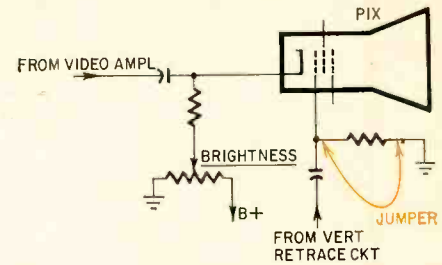 PIX
FROM VIDEO AMPL
BRIGHTNESS
B+
JUMPER
FROM VERT
RETRACE CKT